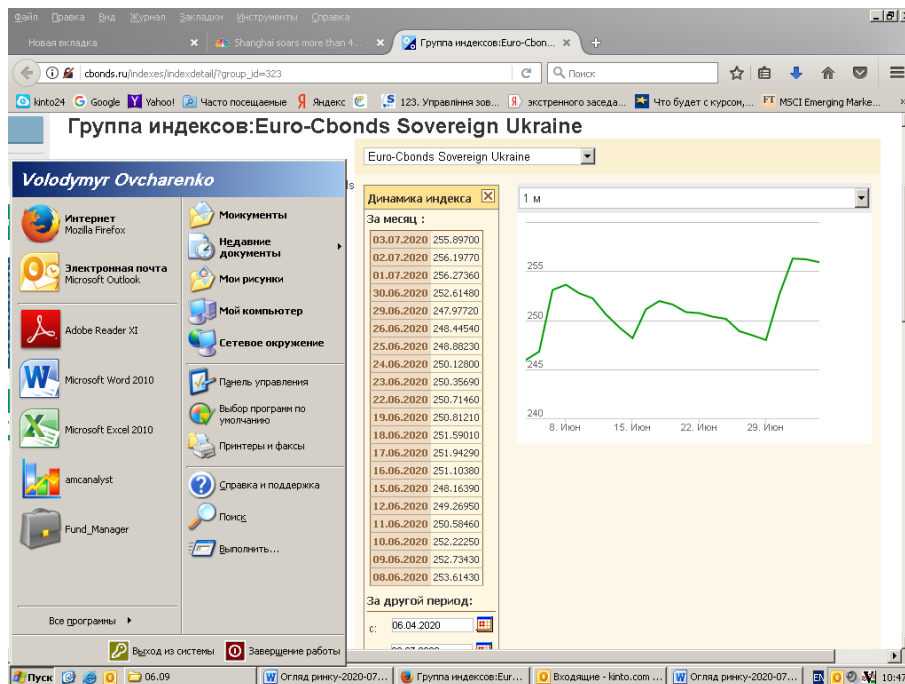 Файл Правка Вид Журнал Закладки Инструменты Справка
Новая вкладка
Shanghai soars more than 4...
Группа индексов:Euro-Cbon...
cbonds.ru/indexes/indexdetail/?group_id=323
Поиск
kinto24 Google Yahoo! Часто посещаемые Яндекс 123. Управління зов... экстренного заседа... Что будет с курсом,... MSCI Emerging Marke...
Группа индексов:Euro-Cbonds Sovereign Ukraine
Euro-Cbonds Sovereign Ukraine
Volodymyr Ovcharenko
Интернет
Mozilla Firefox
Электронная почта
Microsoft Outlook
Adobe Reader XI
Microsoft Word 2010
Microsoft Excel 2010
amcanalyst
Fund_Manager
Все программы
Моикументы
Недавние
документы
Мои рисунки
Мой компьютер
Сетевое окружение
Панель управления
Выбор программ по
умолчанию
Принтеры и факсы
Справка и поддержка
Поиск
Выполнить...
Выход из системы
Завершение работы
Динамика индекса
За месяц :
03.07.2020 255.89700
02.07.2020 256.19770
01.07.2020 256.27360
30.06.2020 252.61480
29.06.2020 247.97720
26.06.2020 248.44540
25.06.2020 248.88230
24.06.2020 250.12800
23.06.2020 250.35690
22.06.2020 250.71460
19.06.2020 250.81210
18.06.2020 251.59010
17.06.2020 251.94290
16.06.2020 251.10380
15.06.2020 248.16390
12.06.2020 249.26950
11.06.2020 250.58460
10.06.2020 252.22250
09.06.2020 252.73430
08.06.2020 253.61430
За другой период:
с: 06.04.2020
1 м
255
250
245
240
8. Июн 15. Июн 22. Июн 29. Июн
Пуск
06.09
Огляд ринку-2020-07...
Группа индексов:Eur...
Входящие - kinto.com ...
Огляд ринку-2020-07...
EN
10:47